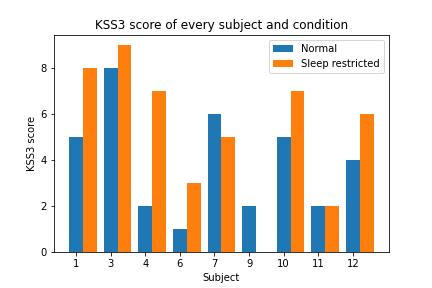 KSS3 score of every subject and condition
Normal
Sleep restricted
KSS3 score
8
6
4
2
0
1 3 4 6 7 9 10 11 12
Subject